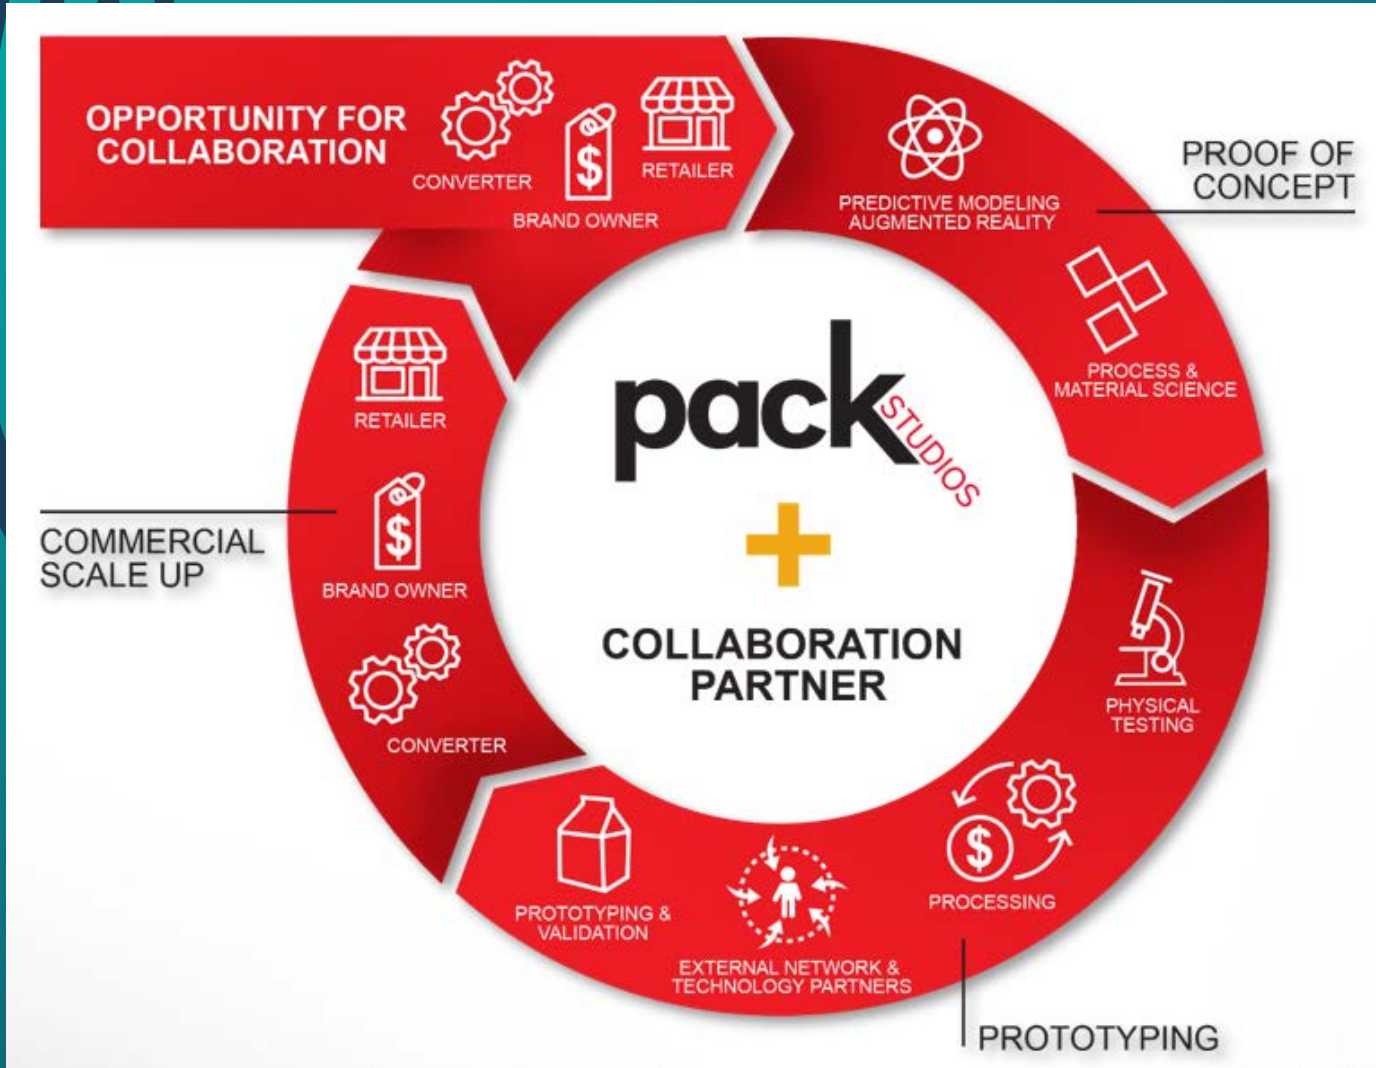 OPPORTUNITY FOR
COLLABORATION
CONVERTER
$
BRAND OWNER
RETAILER
PREDICTIVE MODELING
AUGMENTED REALITY
PROOF OF
CONCEPT
PROCESS &
MATERIAL SCIENCE
PHYSICAL
TESTING
$
PROCESSING
PROTOTYPING
EXTERNAL NETWORK &
TECHNOLOGY PARTNERS
PROTOTYPING &
VALIDATION
CONVERTER
$
BRAND OWNER
RETAILER
COMMERCIAL
SCALE UP
pack
STUDIOS
+
COLLABORATION
PARTNER